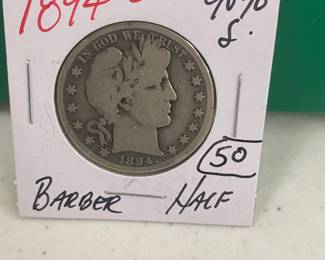 1894
90%
S.
IN GOD WE TRUST
1894
50
BARBER HALF